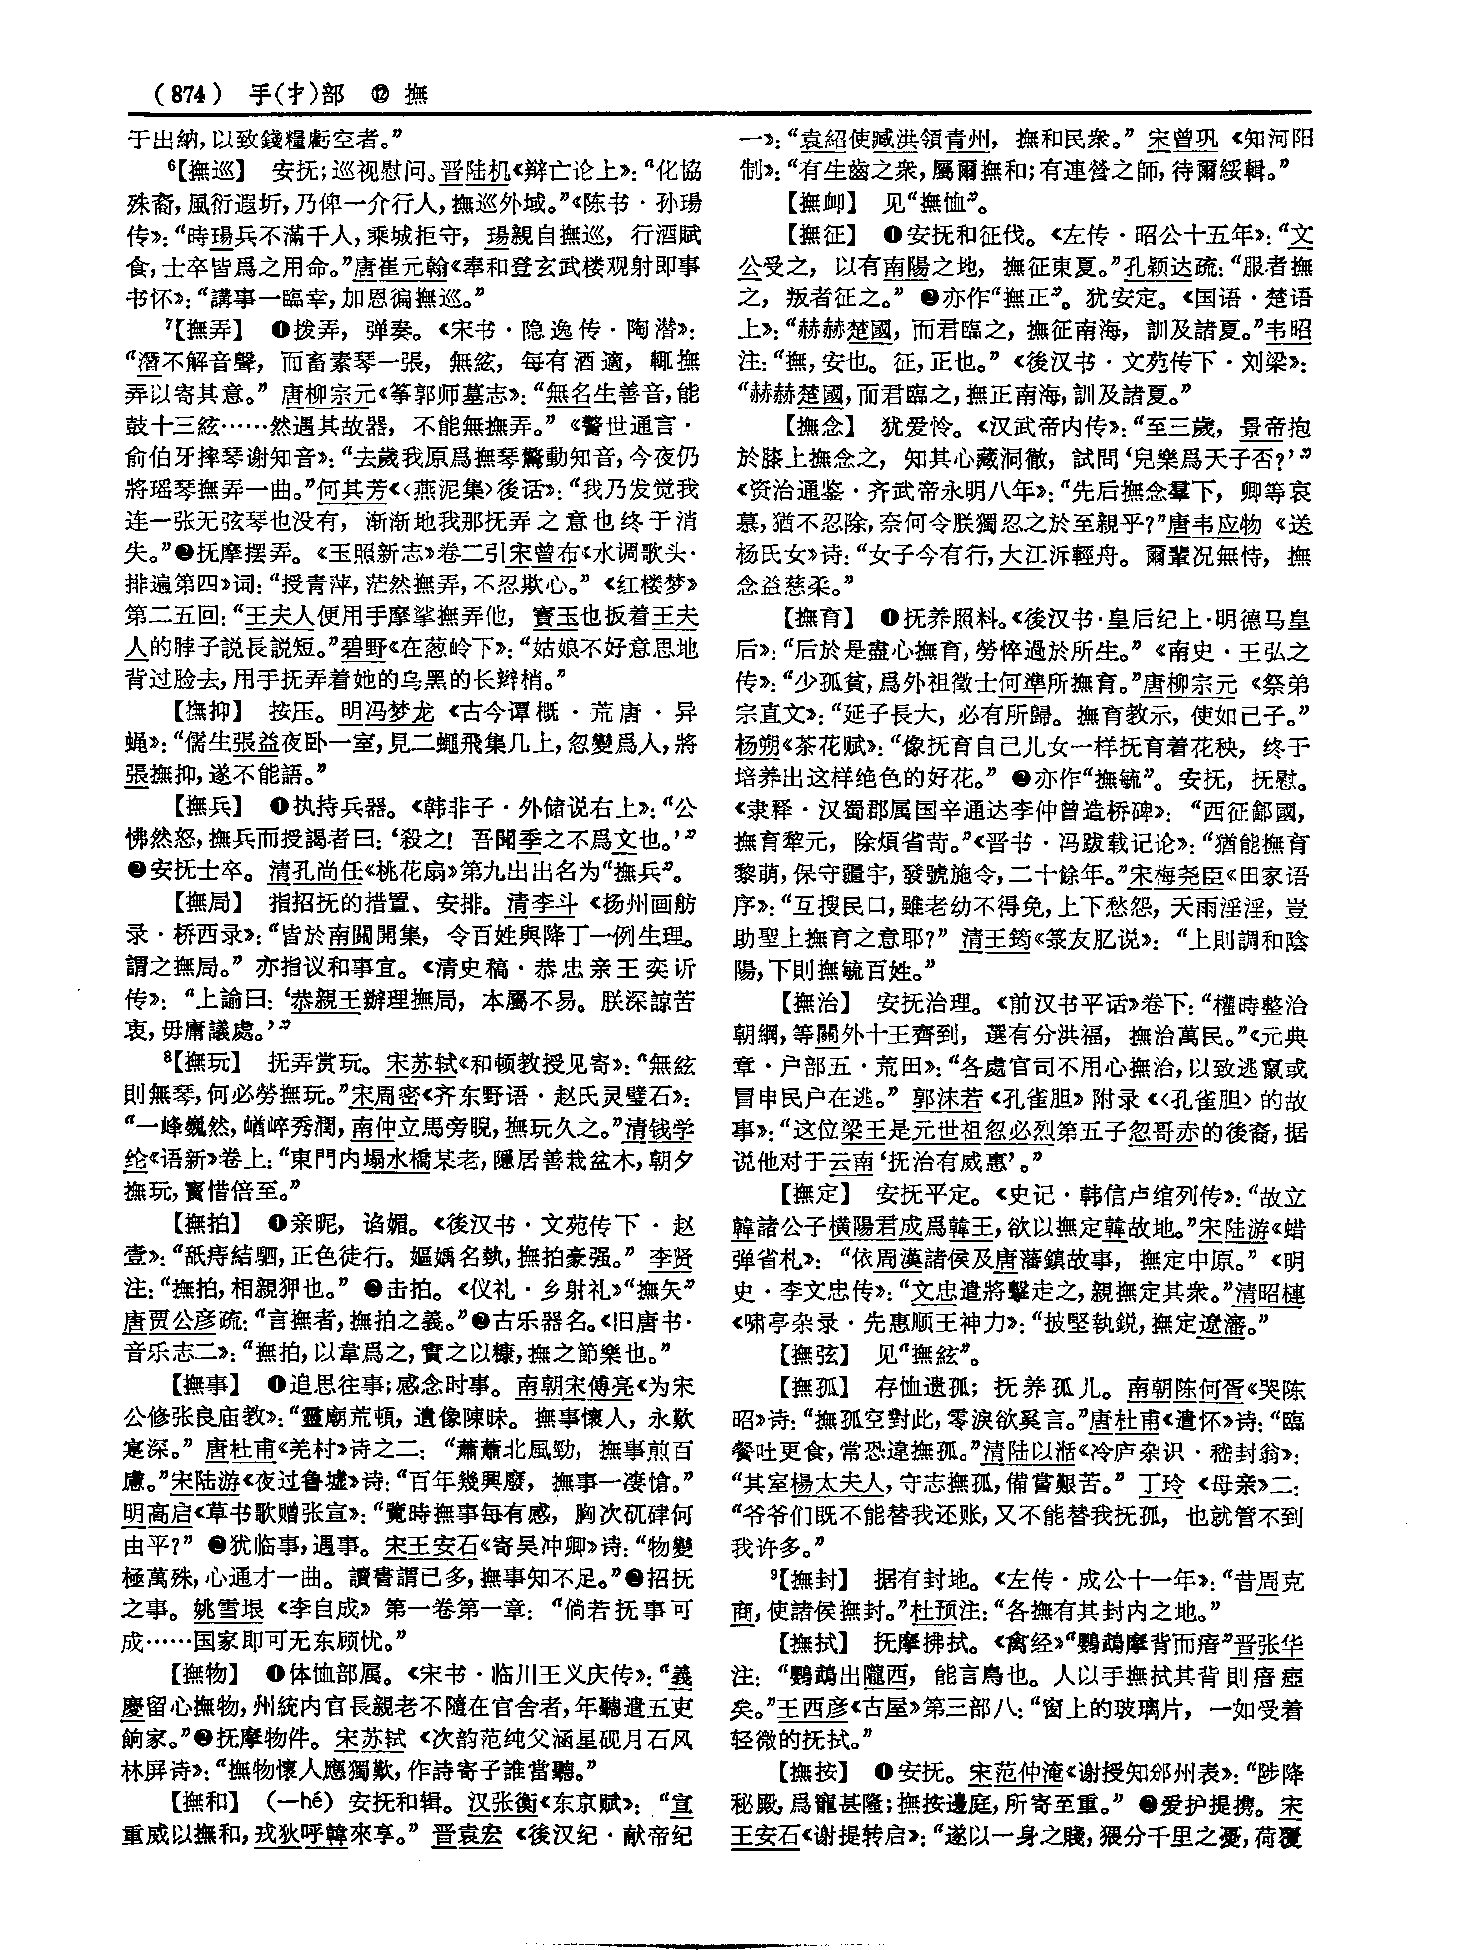 (874) 手(扌)部 ⑫ 撫
于出納,以致錢糧虧空者。”
⁶【撫巡】 安抚;巡视慰问。晋陆机《辩亡论上》:“化協
殊裔,風衍遐圻,乃俾一介行人,撫巡外域。”《陈书·孙瑒
传》:“時瑒兵不滿千人,乘城拒守,瑒親自撫巡,行酒賦
食,士卒皆爲之用命。”唐崔元翰《奉和登玄武楼观射即事
书怀》:“講事一臨幸,加恩徧撫巡。”
⁷【撫弄】 ❶拨弄,弹奏。《宋书·隐逸传·陶潜》:
“潛不解音聲,而畜素琴一張,無絃,每有酒適,輒撫
弄以寄其意。”唐柳宗元《筝郭师墓志》:“無名生善音,能
鼓十三絃……然遇其故器,不能無撫弄。”《警世通言·
俞伯牙摔琴谢知音》:“去歲我原爲撫琴驚動知音,今夜仍
將瑶琴撫弄一曲。”何其芳《〈燕泥集〉後话》:“我乃发觉我
连一张无弦琴也没有,渐渐地我那抚弄之意也终于消
失。”❷抚摩摆弄。《玉照新志》卷二引宋曾布《水调歌头·
排遍第四》词:“授青萍,茫然撫弄,不忍欺心。”《红楼梦》
第二五回:“王夫人便用手摩挲撫弄他,寶玉也扳着王夫
人的脖子説長説短。”碧野《在葱岭下》:“姑娘不好意思地
背过脸去,用手抚弄着她的乌黑的长辫梢。”
【撫抑】 按压。明冯梦龙《古今谭概·荒唐·异
蝇》:“儒生張益夜卧一室,見二蠅飛集几上,忽變爲人,將
張撫抑,遂不能語。”
【撫兵】 ❶执持兵器。《韩非子·外储说右上》:“公
怫然怒,撫兵而授謁者曰:‘殺之!吾聞季之不爲文也。’”
❷安抚士卒。清孔尚任《桃花扇》第九出出名为“撫兵”。
【撫局】 指招抚的措置、安排。清李斗《扬州画舫
录·桥西录》:“皆於南關開集,令百姓與降丁一例生理。
謂之撫局。”亦指议和事宜。《清史稿·恭忠亲王奕䜣
传》:“上諭曰:‘恭親王辦理撫局,本屬不易。朕深諒苦
衷,毋庸議處。’”
⁸【撫玩】 抚弄赏玩。宋苏轼《和顿教授见寄》:“無絃
則無琴,何必勞撫玩。”宋周密《齐东野语·赵氏灵璧石》:
“一峰巍然,崷崒秀潤,南仲立馬旁睨,撫玩久之。”清钱学
纶《语新》卷上:“東門内塌水橋某老,隱居善栽盆木,朝夕
撫玩,寳惜倍至。”
【撫拍】 ❶亲昵,谄媚。《後汉书·文苑传下·赵
壹》:“舐痔結駟,正色徒行。嫗媀名埶,撫拍豪强。”李贤
注:“撫拍,相親狎也。”❷击拍。《仪礼·乡射礼》“撫矢”
唐贾公彦疏:“言撫者,撫拍之義。”❸古乐器名。《旧唐书·
音乐志二》:“撫拍,以韋爲之,實之以糠,撫之節樂也。”
【撫事】 ❶追思往事;感念时事。南朝宋傅亮《为宋
公修张良庙教》:“靈廟荒頓,遺像陳昧。撫事懷人,永歎
寔深。”唐杜甫《羌村》诗之二:“蕭蕭北風勁,撫事煎百
慮。”宋陆游《夜过鲁墟》诗:“百年幾興廢,撫事一凄愴。”
明高启《草书歌赠张宣》:“覽時撫事每有感,胸次矹硉何
由平?”❷犹临事,遇事。宋王安石《寄吴冲卿》诗:“物變
極萬殊,心通才一曲。讀書謂已多,撫事知不足。”❸招抚
之事。姚雪垠《李自成》第一卷第一章:“倘若抚事可
成……国家即可无东顾忧。”
【撫物】 ❶体恤部属。《宋书·临川王义庆传》:“義
慶留心撫物,州統内官長親老不隨在官舍者,年聽遣五吏
餉家。”❷抚摩物件。宋苏轼《次韵范纯父涵星砚月石风
林屏诗》:“撫物懷人應獨歎,作詩寄子誰當聽。”
【撫和】 (—hé)安抚和辑。汉张衡《东京赋》:“宣
重威以撫和,戎狄呼韓來享。”晋袁宏《後汉纪·献帝纪
一》:“袁紹使臧洪領青州,撫和民衆。”宋曾巩《知河阳
制》:“有生齒之衆,屬爾撫和;有連營之師,待爾綏輯。”
【撫卹】 见“撫恤”。
【撫征】 ❶安抚和征伐。《左传·昭公十五年》:“文
公受之,以有南陽之地,撫征東夏。”孔颖达疏:“服者撫
之,叛者征之。”❷亦作“撫正”。犹安定。《国语·楚语
上》:“赫赫楚國,而君臨之,撫征南海,訓及諸夏。”韦昭
注:“撫,安也。征,正也。”《後汉书·文苑传下·刘梁》:
“赫赫楚國,而君臨之,撫正南海,訓及諸夏。”
【撫念】 犹爱怜。《汉武帝内传》:“至三歲,景帝抱
於膝上撫念之,知其心藏洞徹,試問‘兒樂爲天子否?’”
《资治通鉴·齐武帝永明八年》:“先后撫念羣下,卿等哀
慕,猶不忍除,奈何令朕獨忍之於至親乎?”唐韦应物《送
杨氏女》诗:“女子今有行,大江泝輕舟。爾輩况無恃,撫
念益慈柔。”
【撫育】 ❶抚养照料。《後汉书·皇后纪上·明德马皇
后》:“后於是盡心撫育,勞悴過於所生。”《南史·王弘之
传》:“少孤貧,爲外祖徵士何準所撫育。”唐柳宗元《祭弟
宗直文》:“延子長大,必有所歸。撫育教示,使如己子。”
杨朔《茶花赋》:“像抚育自己儿女一样抚育着花秧,终于
培养出这样绝色的好花。”❷亦作“撫毓”。安抚,抚慰。
《隶释·汉蜀郡属国辛通达李仲曾造桥碑》:“西征鄯國,
撫育犂元,除煩省苛。”《晋书·冯跋载记论》:“猶能撫育
黎萌,保守疆宇,發號施令,二十餘年。”宋梅尧臣《田家语
序》:“互搜民口,雖老幼不得免,上下愁怨,天雨淫淫,豈
助聖上撫育之意耶?”清王筠《菉友肊说》:“上則調和陰
陽,下則撫毓百姓。”
【撫治】 安抚治理。《前汉书平话》卷下:“權時整治
朝綱,等關外十王齊到,選有分洪福,撫治萬民。”《元典
章·户部五·荒田》:“各處官司不用心撫治,以致逃竄或
冒申民户在逃。”郭沫若《孔雀胆》附录《〈孔雀胆〉的故
事》:“这位梁王是元世祖忽必烈第五子忽哥赤的後裔,据
说他对于云南‘抚治有威惠’。”
【撫定】 安抚平定。《史记·韩信卢绾列传》:“故立
韓諸公子横陽君成爲韓王,欲以撫定韓故地。”宋陆游《蜡
弹省札》:“依周漢諸侯及唐藩鎮故事,撫定中原。”《明
史·李文忠传》:“文忠遣將擊走之,親撫定其衆。”清昭槤
《啸亭杂录·先惠顺王神力》:“披堅執鋭,撫定遼瀋。”
【撫弦】 见“撫絃”。
【撫孤】 存恤遗孤;抚养孤儿。南朝陈何胥《哭陈
昭》诗:“撫孤空對此,零淚欲奚言。”唐杜甫《遣怀》诗:“臨
餐吐更食,常恐違撫孤。”清陆以湉《冷庐杂识·嵇封翁》:
“其室楊太夫人,守志撫孤,備嘗艱苦。”丁玲《母亲》二:
“爷爷们既不能替我还账,又不能替我抚孤,也就管不到
我许多。”
⁹【撫封】 据有封地。《左传·成公十一年》:“昔周克
商,使諸侯撫封。”杜预注:“各撫有其封内之地。”
【撫拭】 抚摩拂拭。《禽经》“鸚鵡摩背而瘖”晋张华
注:“鸚鵡出隴西,能言鳥也。人以手撫拭其背則瘖瘂
矣。”王西彦《古屋》第三部八:“窗上的玻璃片,一如受着
轻微的抚拭。”
【撫按】 ❶安抚。宋范仲淹《谢授知邠州表》:“陟降
秘殿,爲寵甚隆;撫按邊庭,所寄至重。”❷爱护提携。宋
王安石《谢提转启》:“遂以一身之賤,猥分千里之憂,荷覆